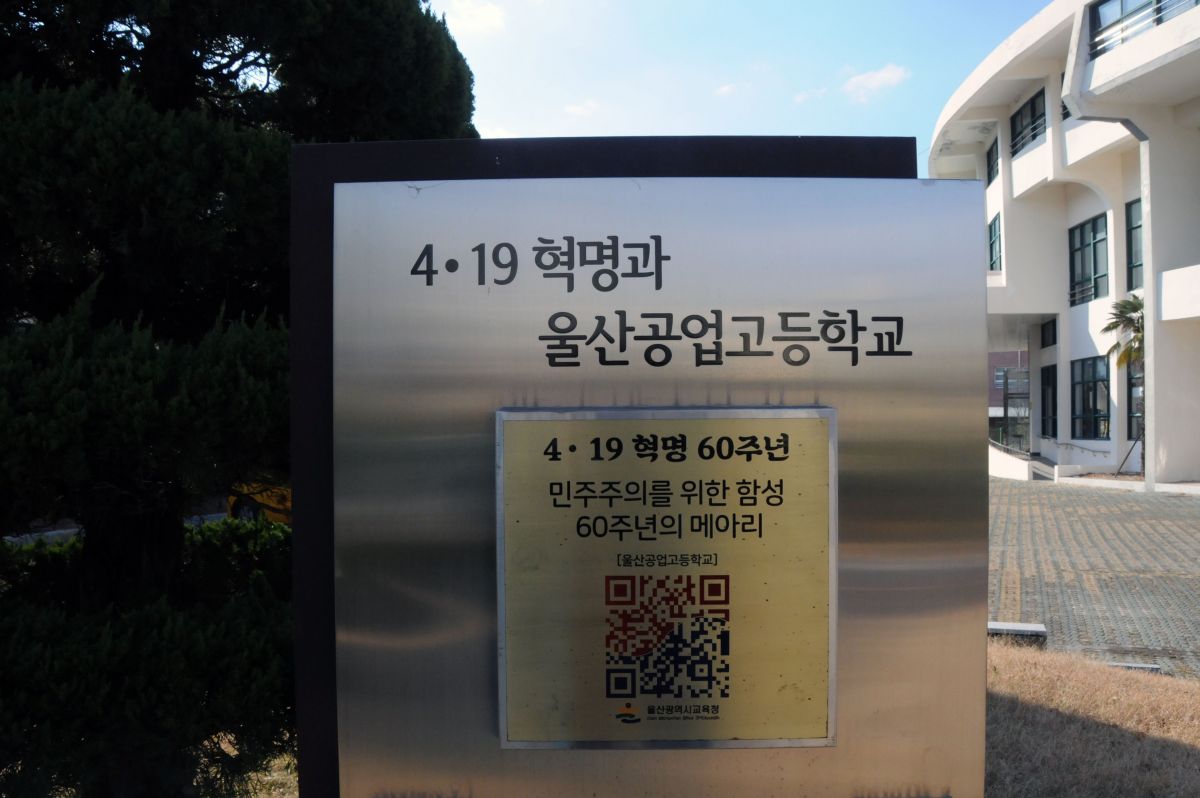 4·19 혁명과
울산공업고등학교
4·19 혁명 60주년
민주주의를 위한 함성
60주년의 메아리
[울산공업고등학교]
울산광역시교육청